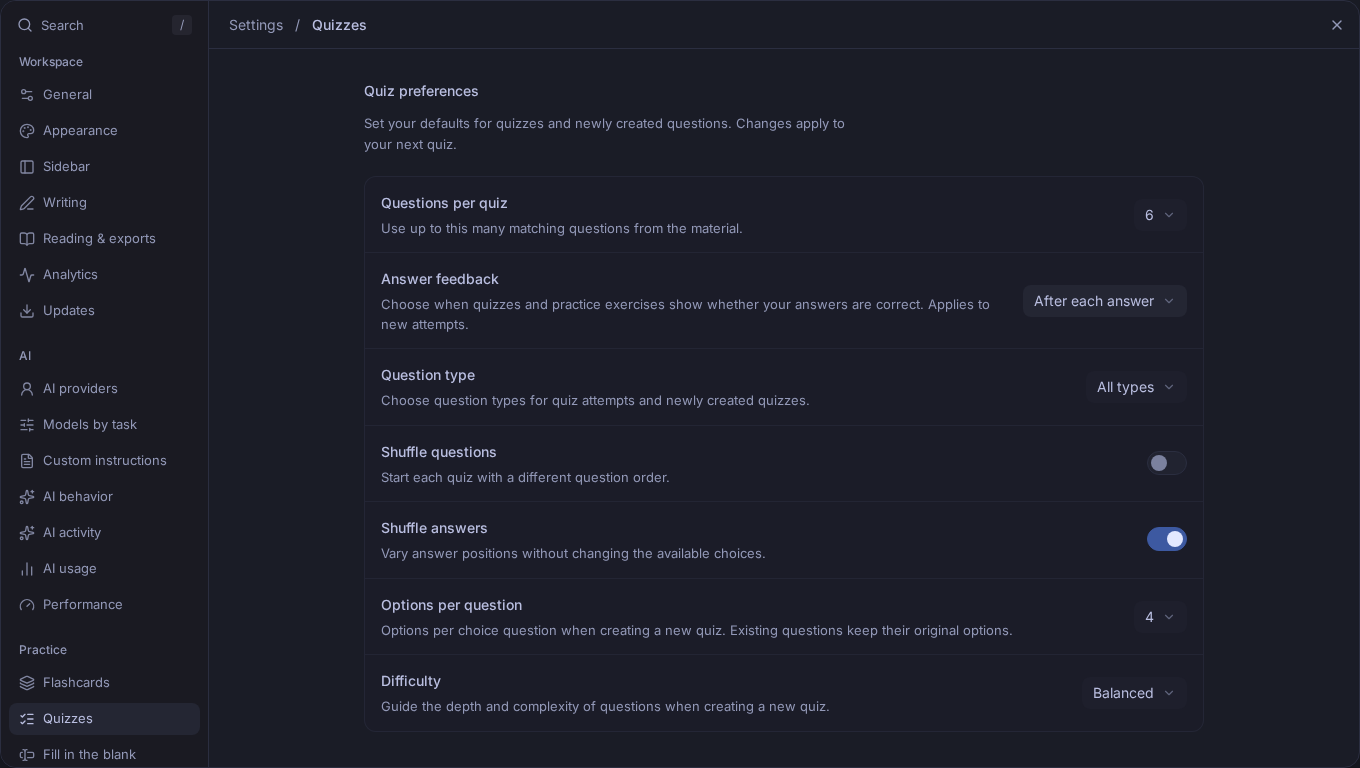 Search /
Workspace
General
Appearance
Sidebar
Writing
Reading & exports
Analytics
Updates
AI
AI providers
Models by task
Custom instructions
AI behavior
AI activity
AI usage
Performance
Practice
Flashcards
Quizzes
Fill in the blank
Settings / Quizzes
Quiz preferences
Set your defaults for quizzes and newly created questions. Changes apply to
your next quiz.
Questions per quiz
Use up to this many matching questions from the material.
6
Answer feedback
Choose when quizzes and practice exercises show whether your answers are correct. Applies to
new attempts.
After each answer
Question type
Choose question types for quiz attempts and newly created quizzes.
All types
Shuffle questions
Start each quiz with a different question order.
Shuffle answers
Vary answer positions without changing the available choices.
Options per question
Options per choice question when creating a new quiz. Existing questions keep their original options.
4
Difficulty
Guide the depth and complexity of questions when creating a new quiz.
Balanced